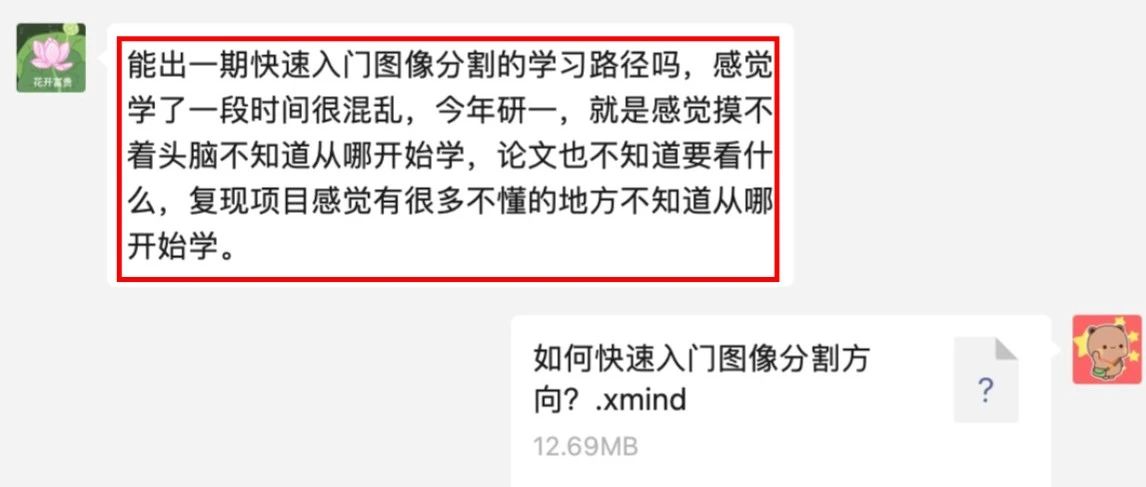 花开富贵
能出一期快速入门图像分割的学习路径吗，感觉
学了一段时间很混乱，今年研一，就是感觉摸不
着头脑不知道从哪开始学，论文也不知道要看什
么，复现项目感觉有很多不懂的地方不知道从哪
开始学。
如何快速入门图像分割方
向？.xmind
?
12.69MB